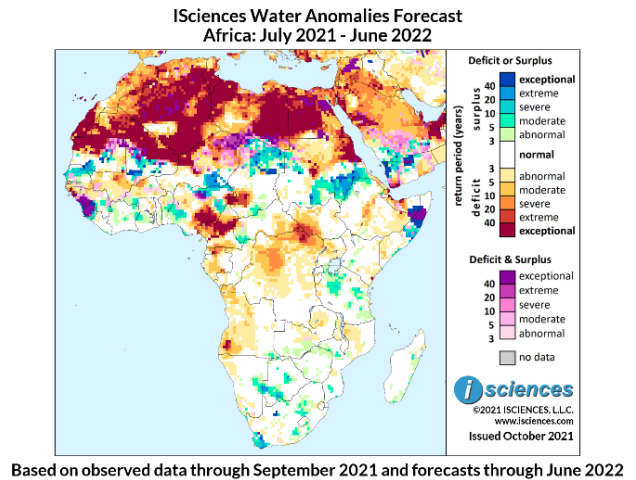 ISciences Water Anomalies Forecast
Africa: July 2021 - June 2022
Deficit or Surplus
return period (years)
surplus
deficit
exceptional
40
extreme
20
severe
10
moderate
5
abnormal
3
normal
3
abnormal
5
moderate
10
severe
20
extreme
40
exceptional
Deficit & Surplus
exceptional
40
extreme
20
severe
10
moderate
5
abnormal
3
no data
i sciences
©2021 ISCIENCES, L.L.C.
www.isciences.com
Issued October 2021
Based on observed data through September 2021 and forecasts through June 2022